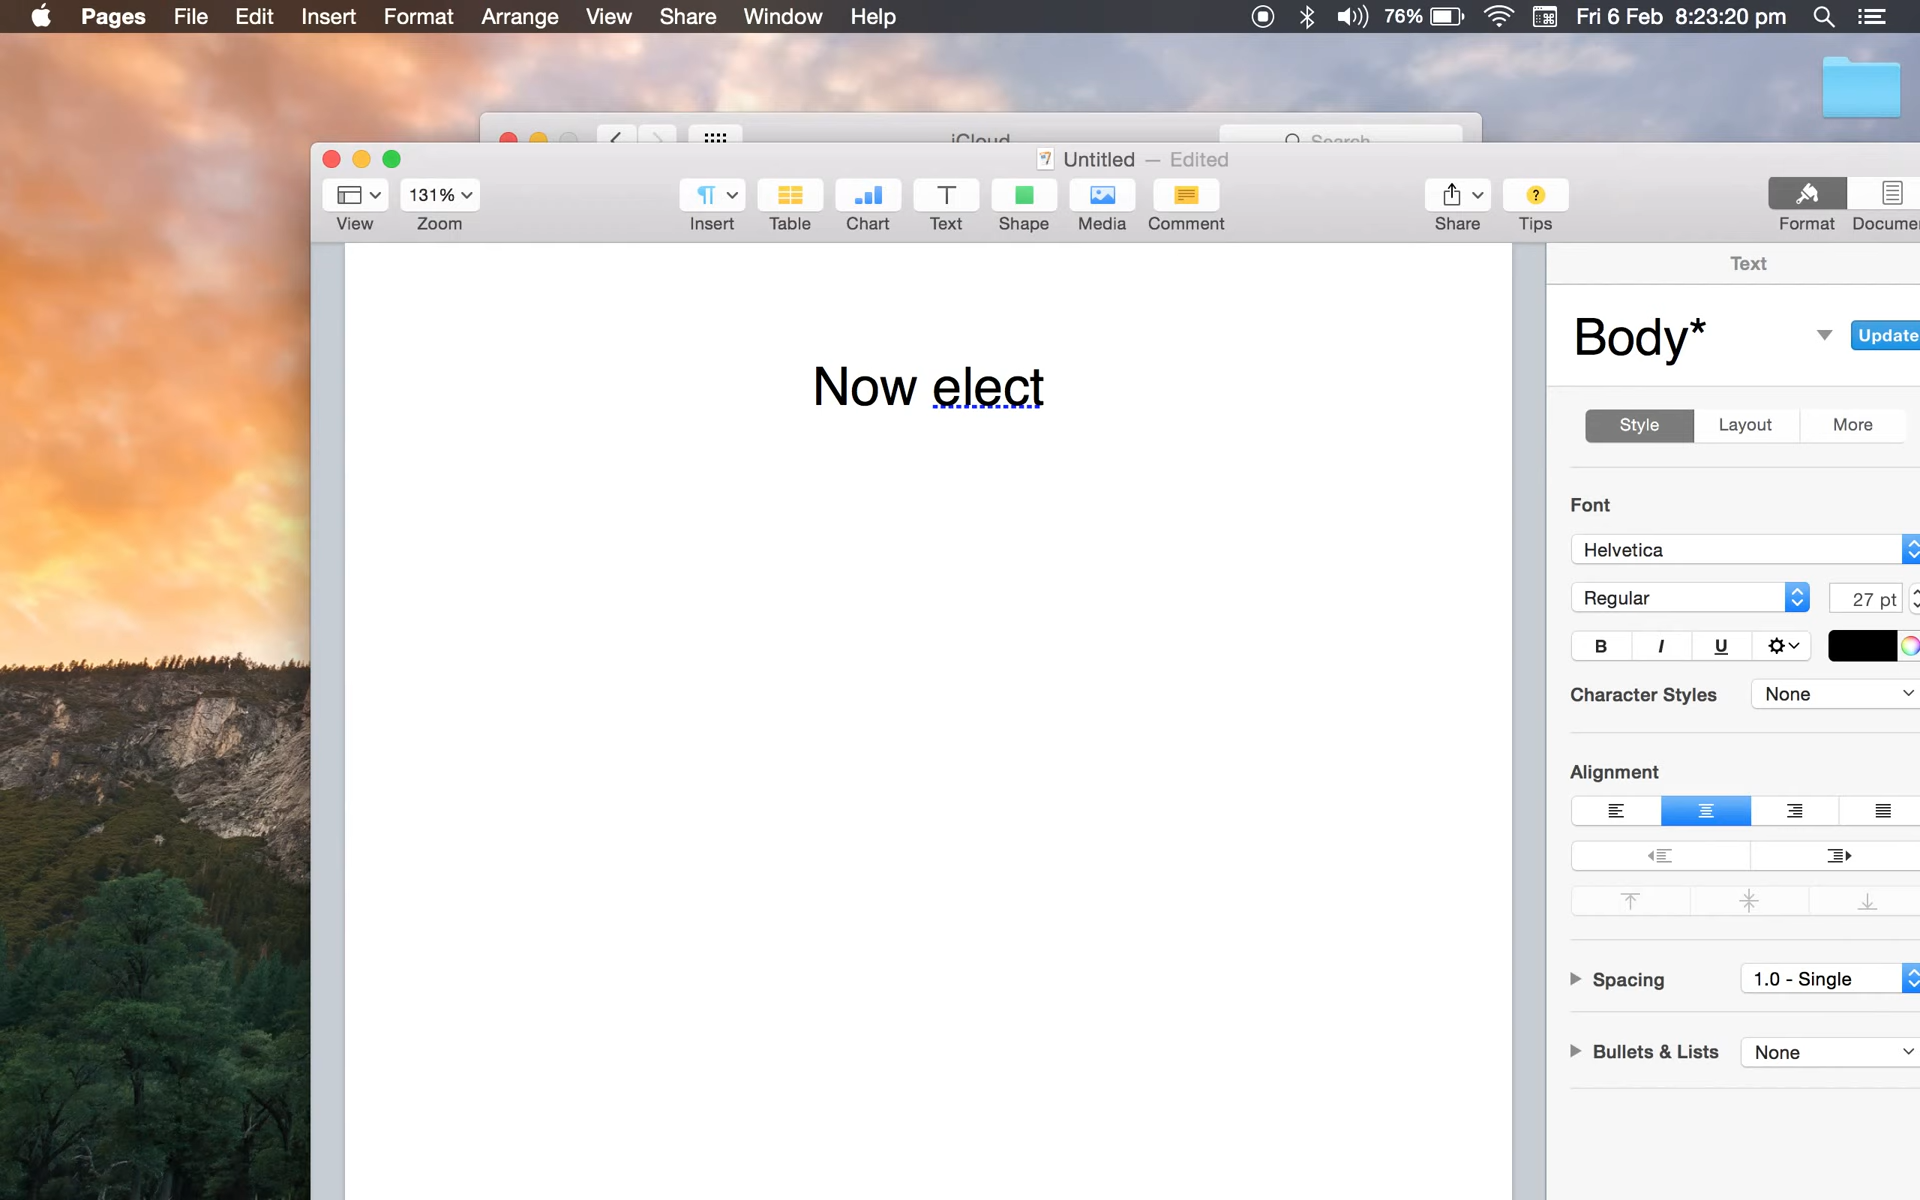 Pages File Edit Insert Format Arrange View Share Window Help 76% Fri 6 Feb 8:23:20 pm
iCloud Search
Untitled — Edited
131%
View Zoom Insert Table Chart Text Shape Media Comment Share Tips Format Documen
Text
Body* Update
Now elect
Style Layout More
Font
Helvetica
Regular 27 pt
B I U
Character Styles None
Alignment
Spacing 1.0 - Single
Bullets & Lists None